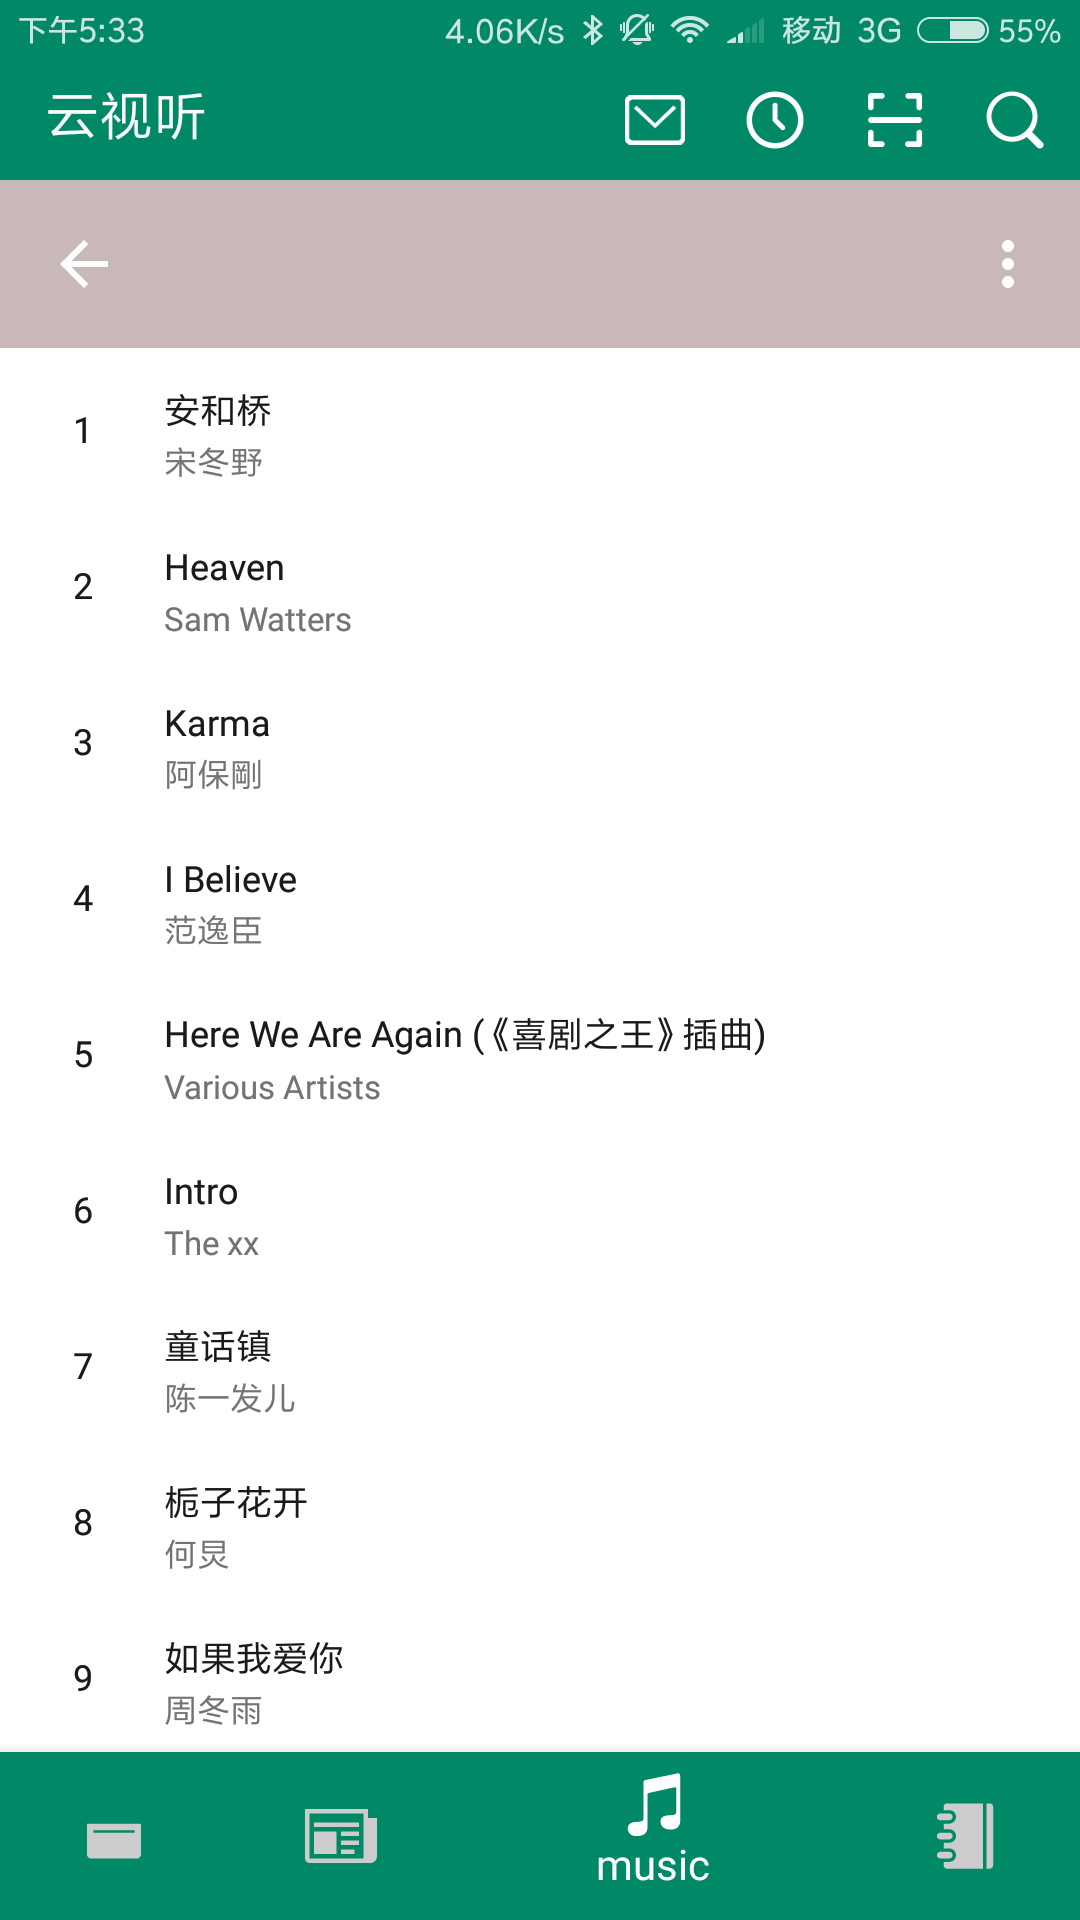 下午5:33 4.06K/s 移动 3G 55%
云视听
1
安和桥
宋冬野
2
Heaven
Sam Watters
3
Karma
阿保剛
4
I Believe
范逸臣
5
Here We Are Again (《喜剧之王》插曲)
Various Artists
6
Intro
The xx
7
童话镇
陈一发儿
8
栀子花开
何炅
9
如果我爱你
周冬雨
music